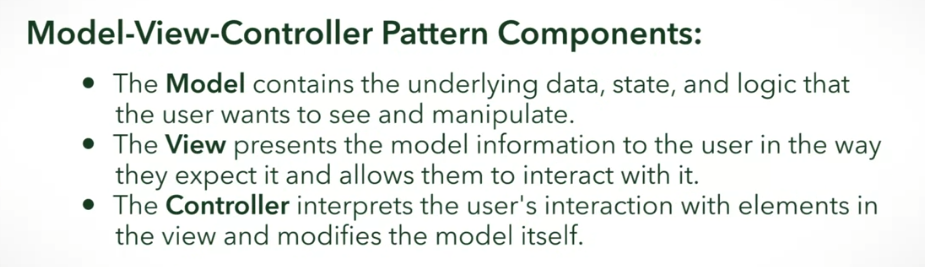 Model-View-Controller Pattern Components:
• The Model contains the underlying data, state, and logic that
the user wants to see and manipulate.
• The View presents the model information to the user in the way
they expect it and allows them to interact with it.
• The Controller interprets the user's interaction with elements in
the view and modifies the model itself.